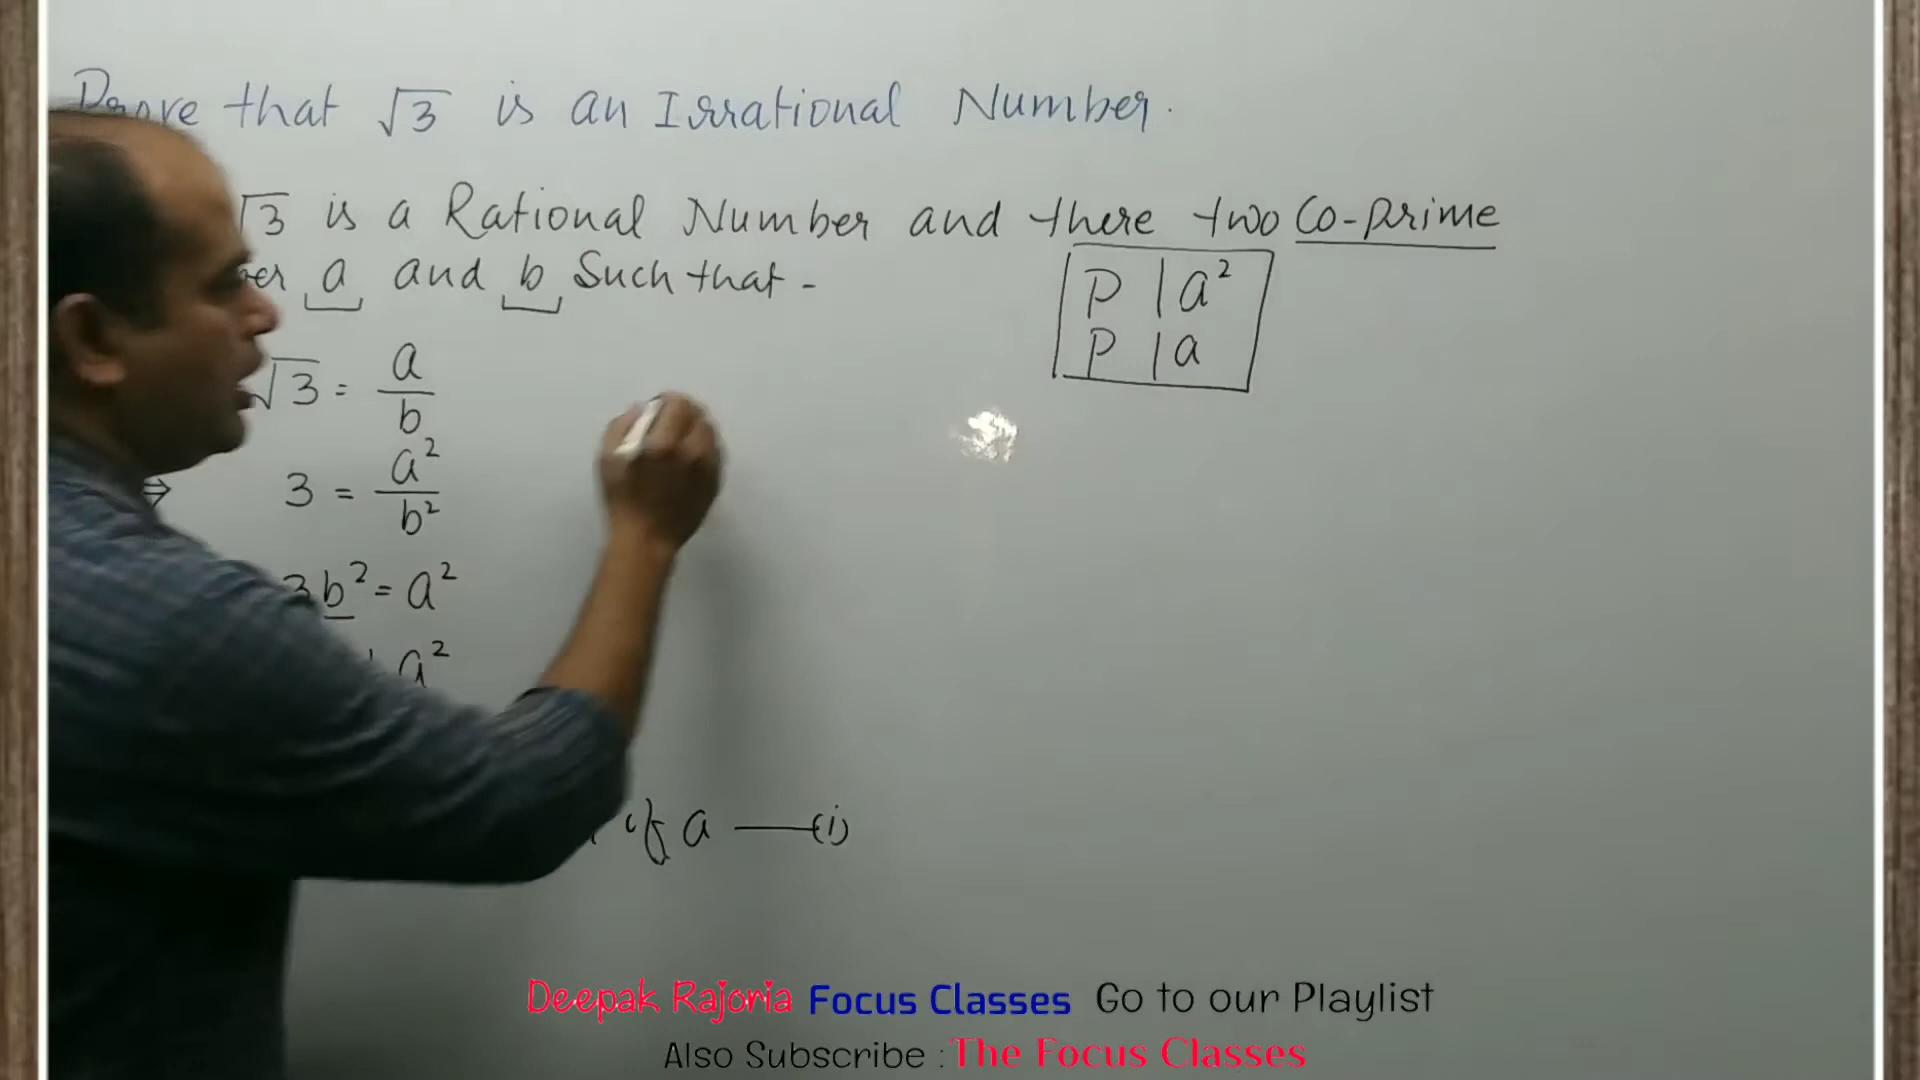 Prove that √3 is an Irrational Number.
√3 is a Rational Number and there two Co-prime
a and b Such that -
P | a²
P | a
√3 = a/b
⇒ 3 = a²/b²
3b² = a²
a²
of a —(i)
Deepak Rajoria Focus Classes Go to our Playlist
Also Subscribe : The Focus Classes